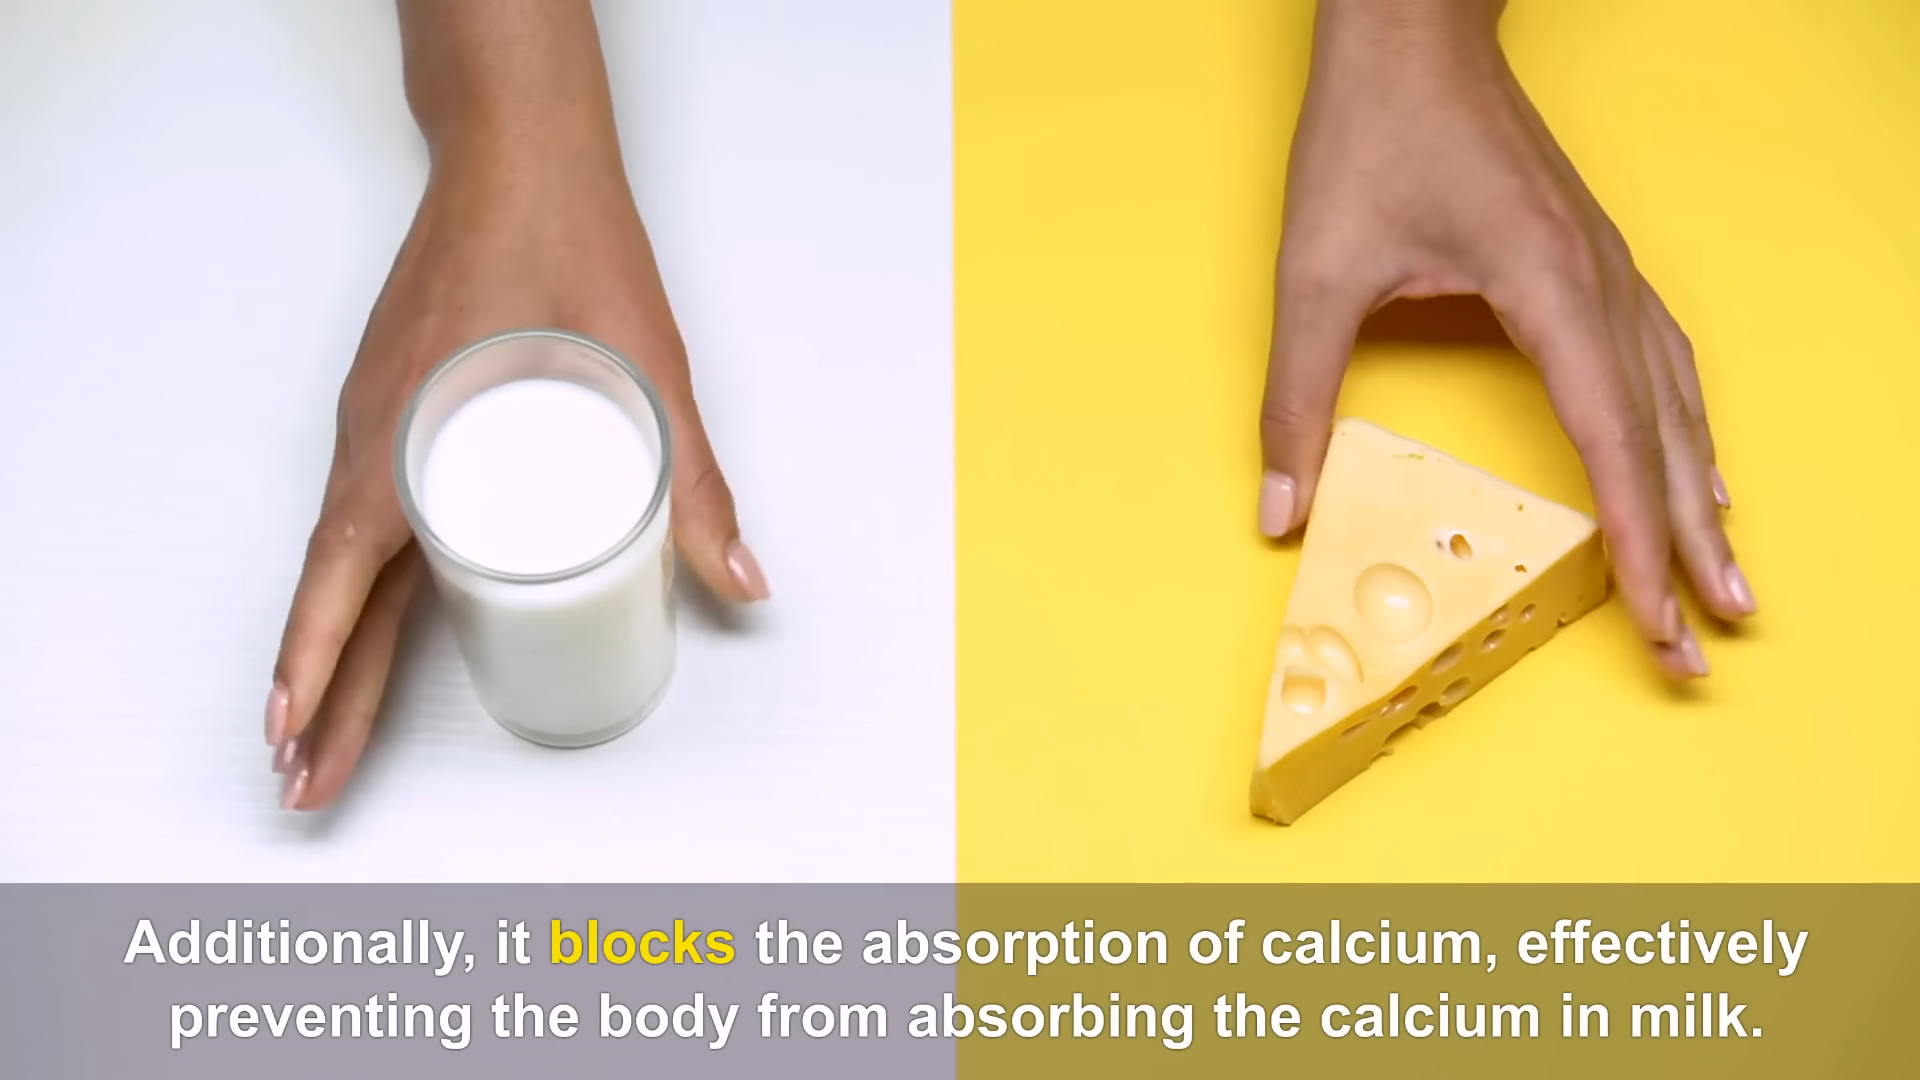 Additionally, it blocks the absorption of calcium, effectively
preventing the body from absorbing the calcium in milk.